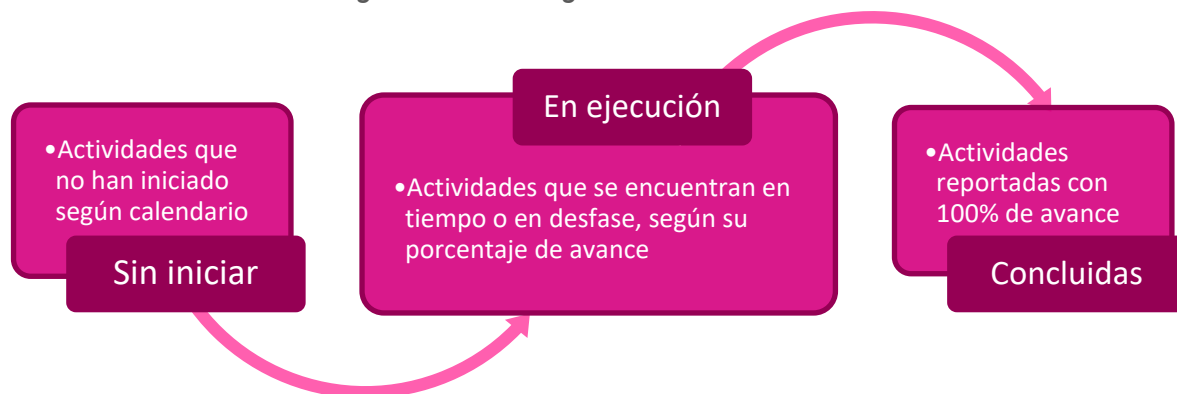 •Actividades que
no han iniciado
según calendario
Sin iniciar
En ejecución
•Actividades que se encuentran en
tiempo o en desfase, según su
porcentaje de avance
•Actividades
reportadas con
100% de avance
Concluidas